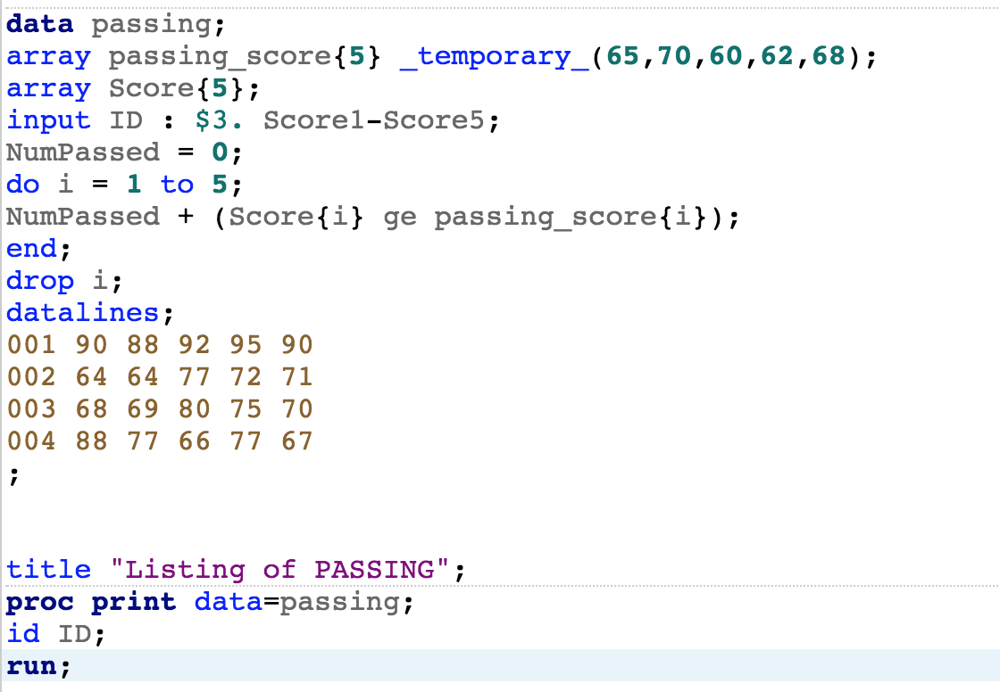 data passing;
array passing_score{5} _temporary_(65,70,60,62,68);
array Score{5};
input ID : $3. Score1-Score5;
NumPassed = 0;
do i = 1 to 5;
NumPassed + (Score{i} ge passing_score{i});
end;
drop i;
datalines;
001 90 88 92 95 90
002 64 64 77 72 71
003 68 69 80 75 70
004 88 77 66 77 67
;
title "Listing of PASSING";
proc print data=passing;
id ID;
run;